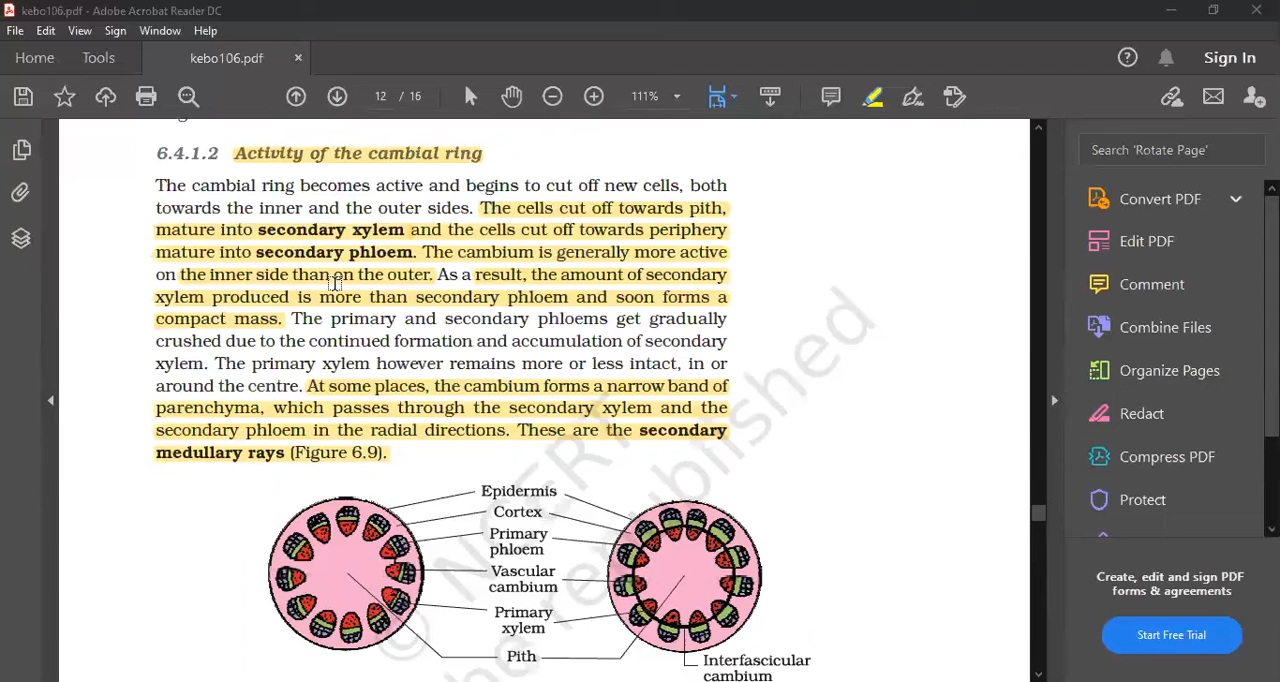 kebo106.pdf - Adobe Acrobat Reader DC
File Edit View Sign Window Help
Home Tools kebo106.pdf × Sign In
12 / 16 111%
6.4.1.2 Activity of the cambial ring
The cambial ring becomes active and begins to cut off new cells, both
towards the inner and the outer sides. The cells cut off towards pith,
mature into secondary xylem and the cells cut off towards periphery
mature into secondary phloem. The cambium is generally more active
on the inner side than on the outer. As a result, the amount of secondary
xylem produced is more than secondary phloem and soon forms a
compact mass. The primary and secondary phloems get gradually
crushed due to the continued formation and accumulation of secondary
xylem. The primary xylem however remains more or less intact, in or
around the centre. At some places, the cambium forms a narrow band of
parenchyma, which passes through the secondary xylem and the
secondary phloem in the radial directions. These are the secondary
medullary rays (Figure 6.9).
Epidermis
Cortex
Primary
phloem
Vascular
cambium
Primary
xylem
Pith
Interfascicular
cambium
© NCERT
be republished
Search 'Rotate Page'
Convert PDF
Edit PDF
Comment
Combine Files
Organize Pages
Redact
Compress PDF
Protect
Create, edit and sign PDF
forms & agreements
Start Free Trial